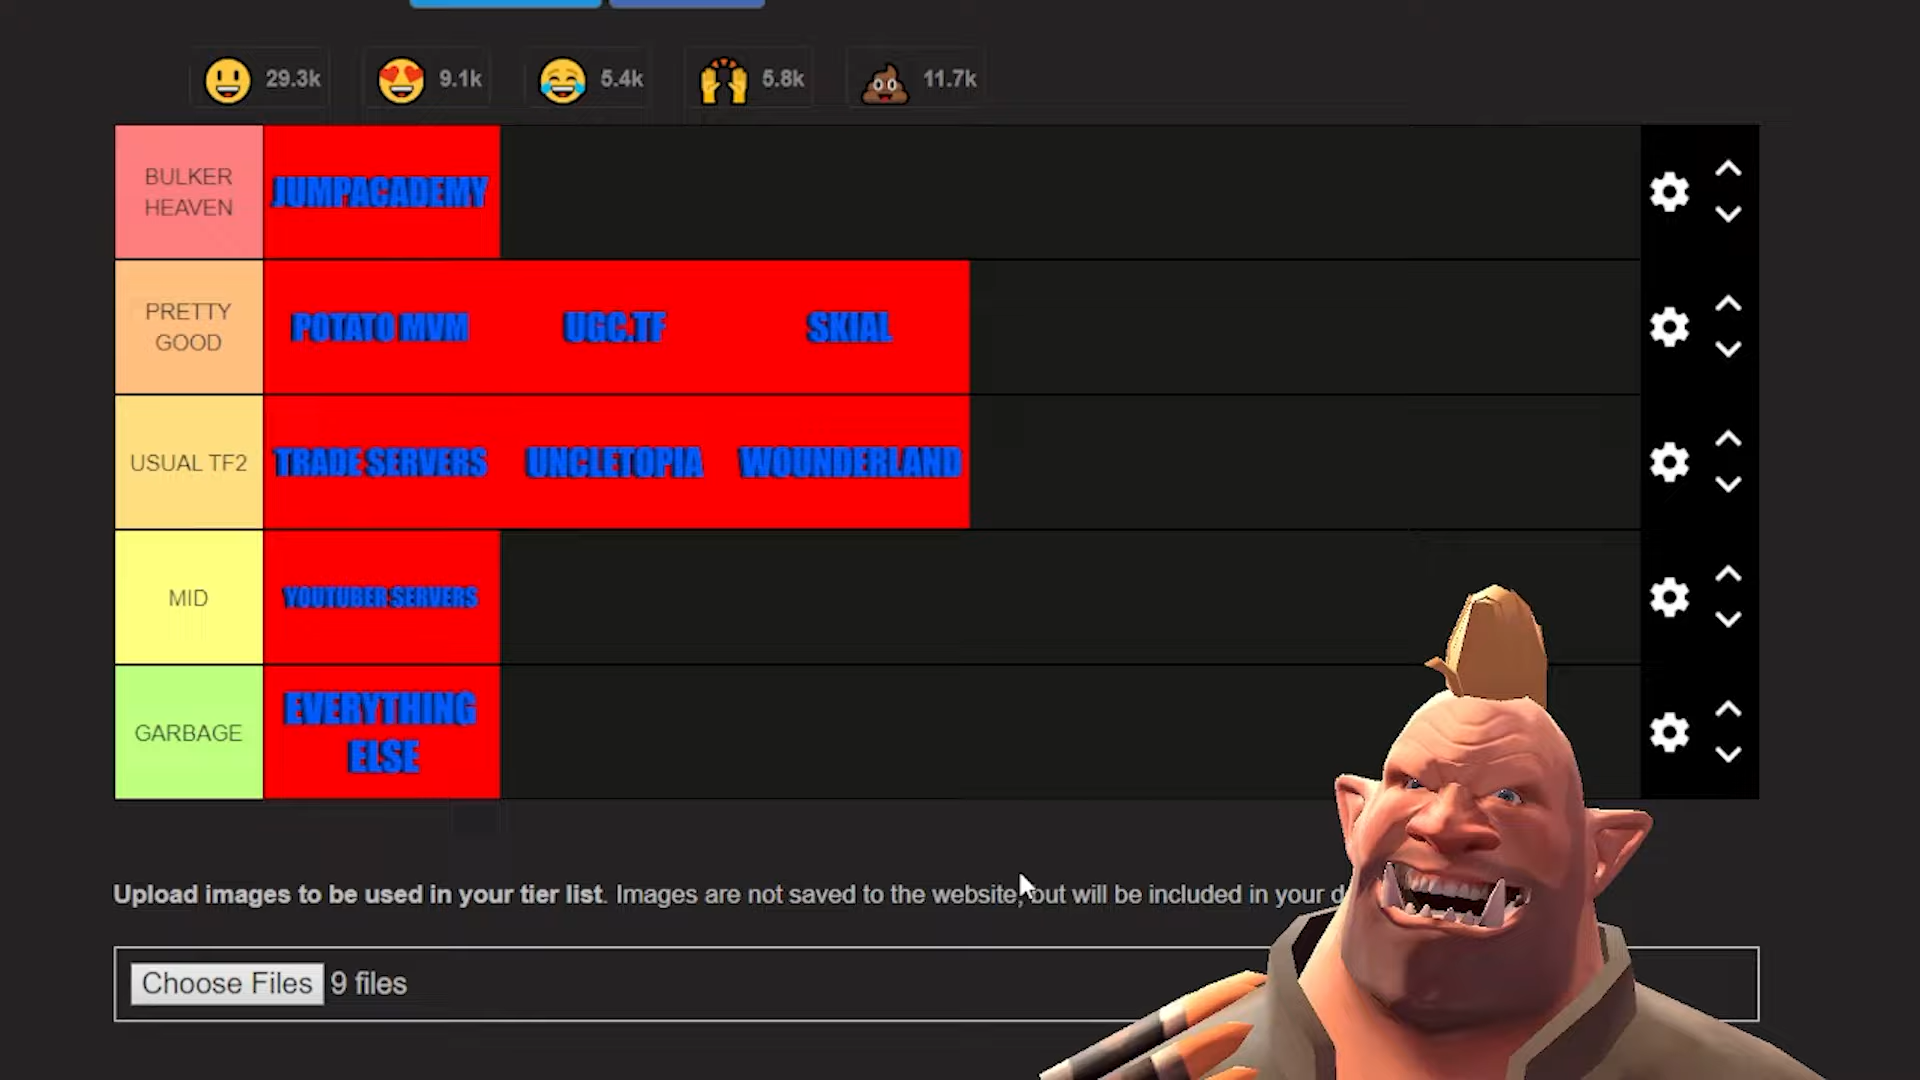 29.3k 9.1k 5.4k 5.8k 11.7k
BULKER
HEAVEN
JUMPACADEMY
PRETTY
GOOD
POTATO MVM UGC.TF SKIAL
USUAL TF2 TRADE SERVERS UNCLETOPIA WOUNDERLAND
MID YOUTUBER SERVERS
GARBAGE
EVERYTHING
ELSE
Upload images to be used in your tier list. Images are not saved to the website, but will be included in your d
Choose Files 9 files